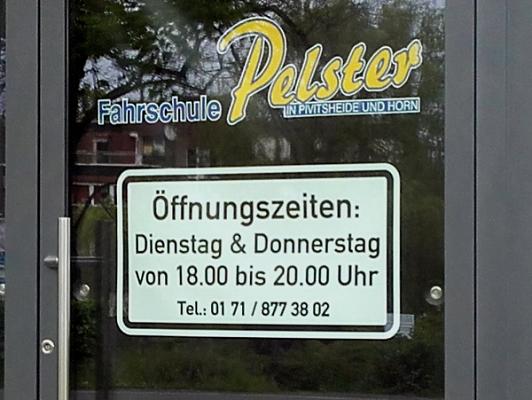 Fahrschule Pelster
IN PIVITSHEIDE UND HORN
Öffnungszeiten:
Dienstag & Donnerstag
von 18.00 bis 20.00 Uhr
Tel.: 01 71 / 877 38 02